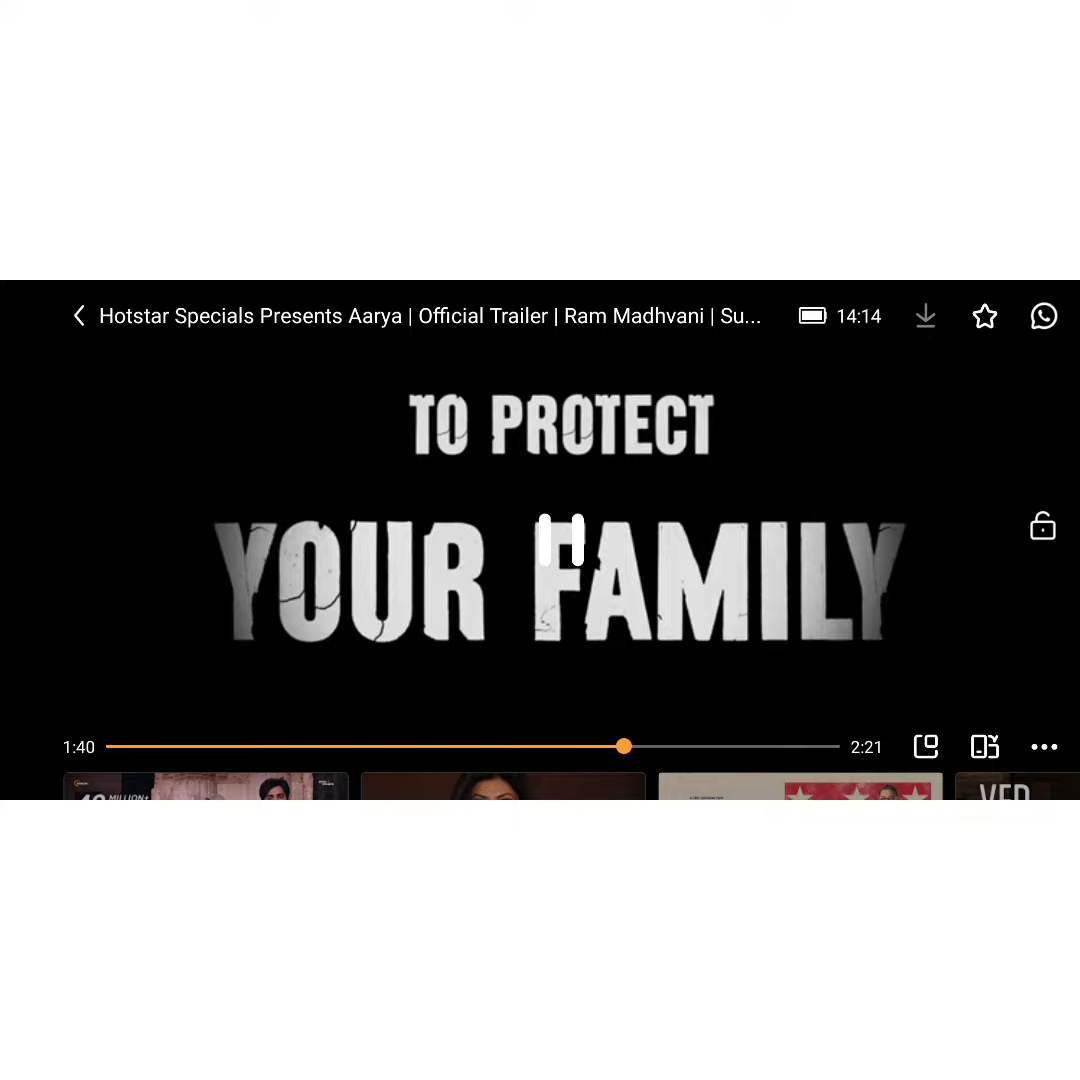 Hotstar Specials Presents Aarya | Official Trailer | Ram Madhvani | Su...
14:14
TO PROTECT
YOUR FAMILY
1:40
2:21
MILLION+